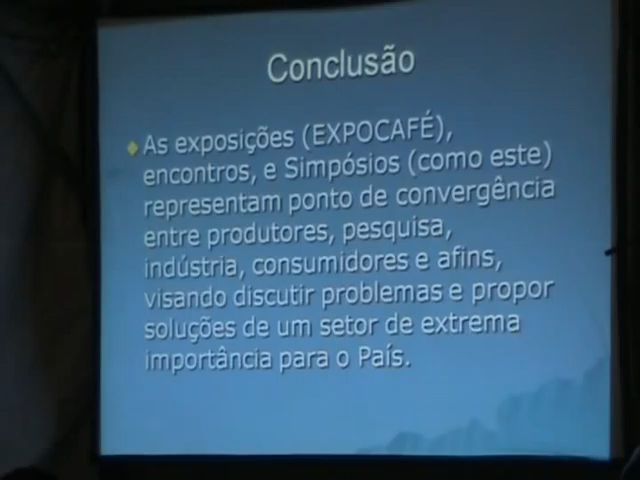 Conclusão
As exposições (EXPOCAFÉ),
encontros, e Simpósios (como este)
representam ponto de convergência
entre produtores, pesquisa,
indústria, consumidores e afins,
visando discutir problemas e propor
soluções de um setor de extrema
importância para o País.